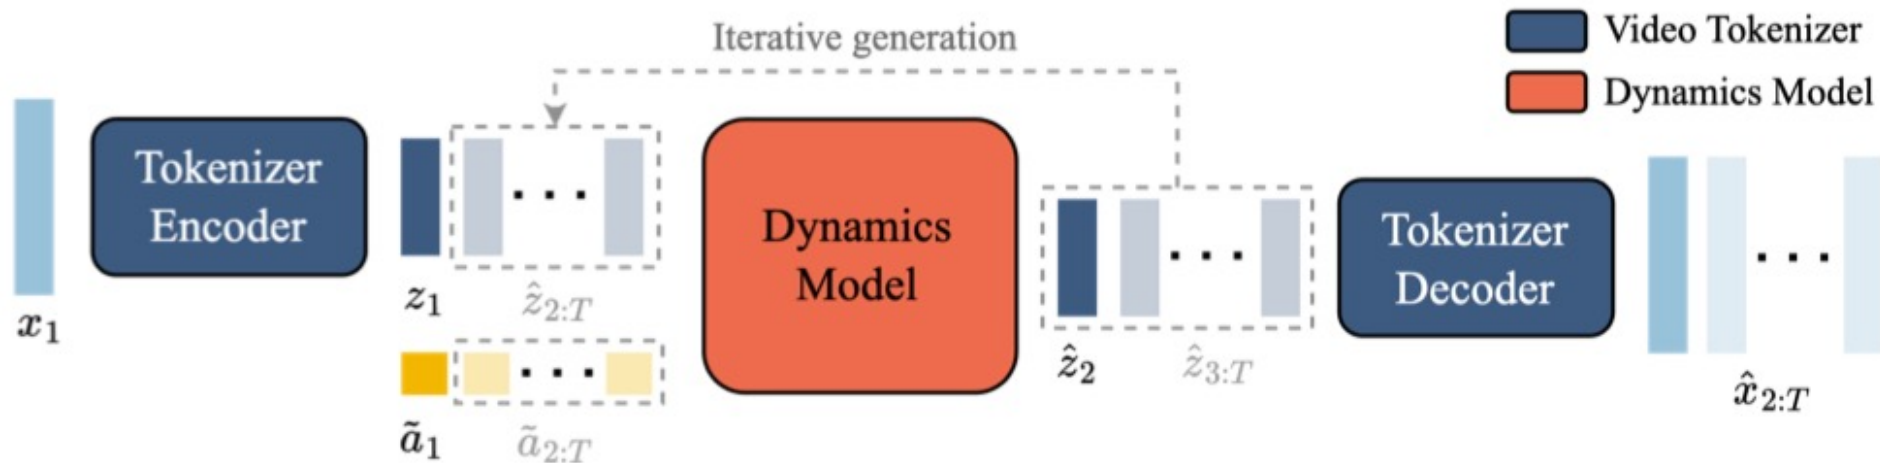 Iterative generation
Video Tokenizer
Dynamics Model
Tokenizer
Encoder
Dynamics
Model
Tokenizer
Decoder
x₁
z₁
ẑ₂:T
ã₁
ã₂:T
ẑ₂
ẑ₃:T
x̂₂:T